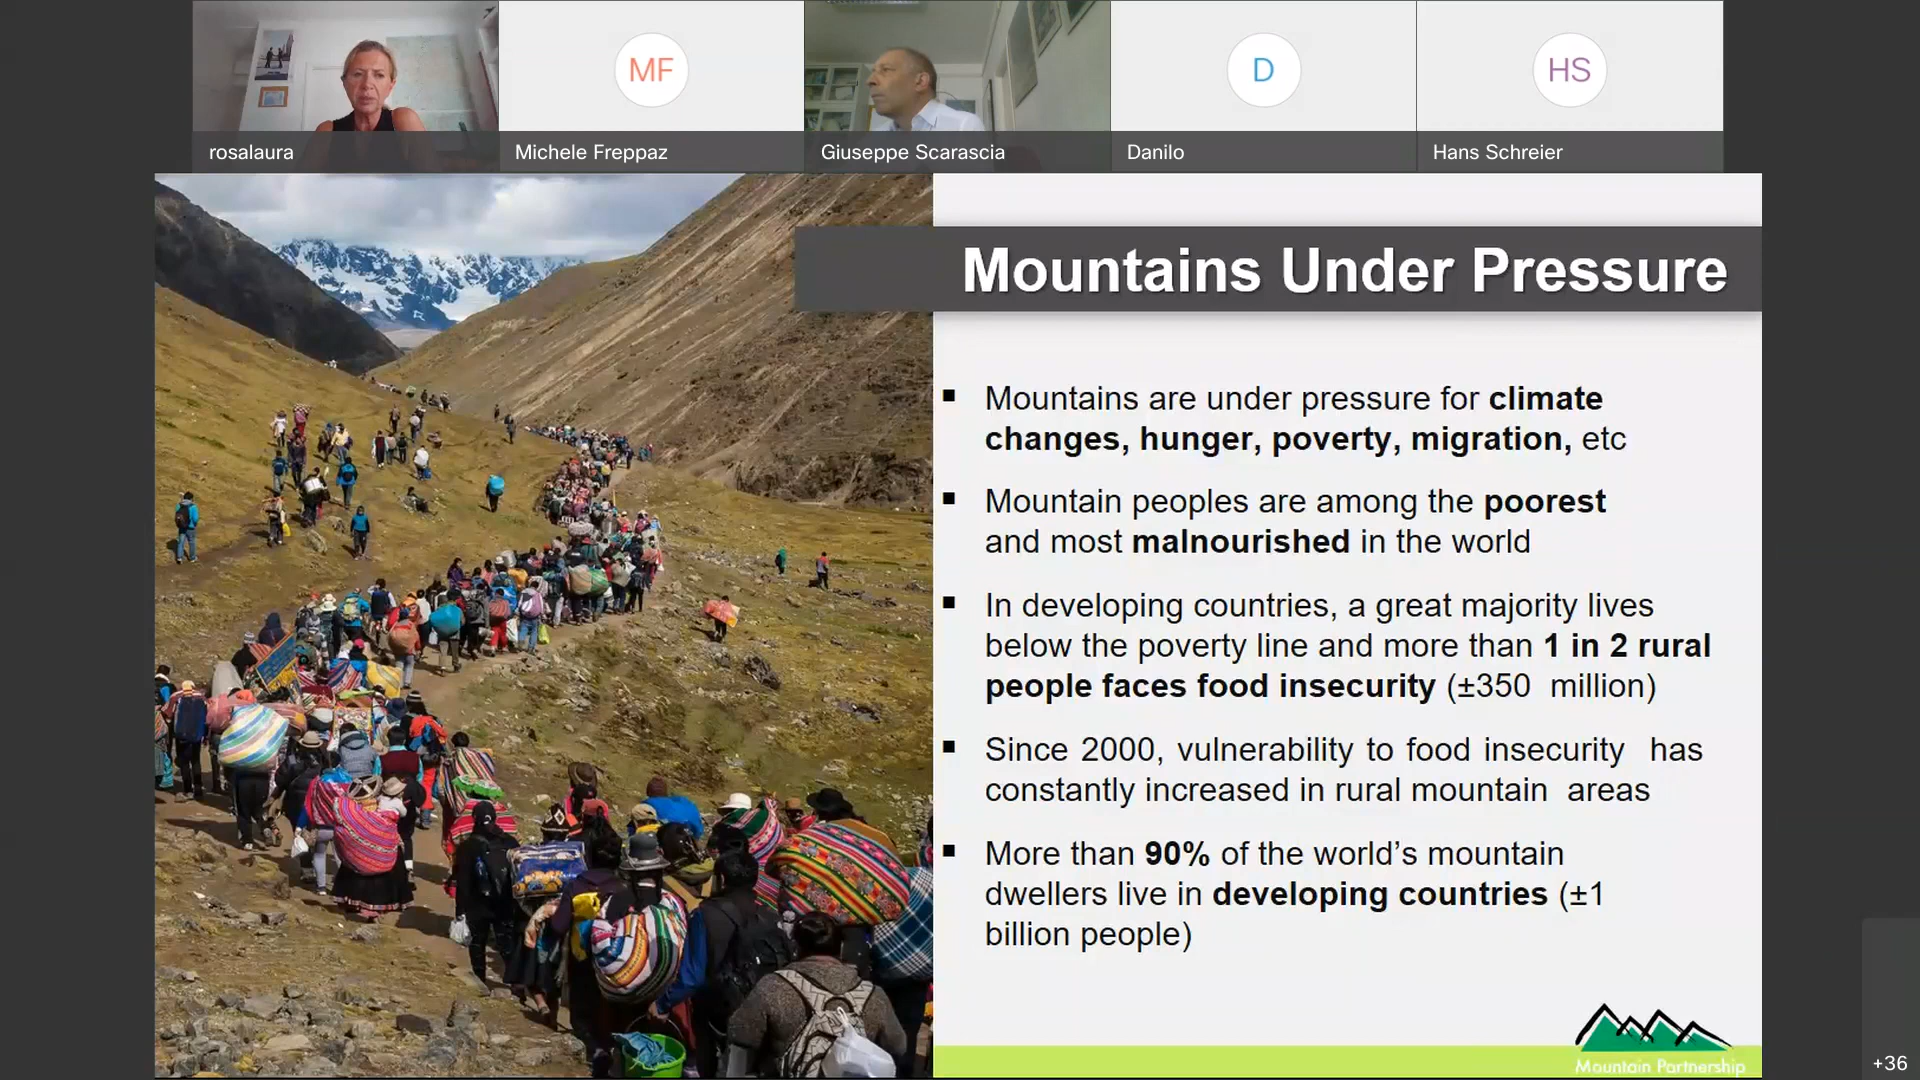 MF
D
HS
rosalaura
Michele Freppaz
Giuseppe Scarascia
Danilo
Hans Schreier
Mountains Under Pressure
▪ Mountains are under pressure for climate
changes, hunger, poverty, migration, etc
▪ Mountain peoples are among the poorest
and most malnourished in the world
▪ In developing countries, a great majority lives
below the poverty line and more than 1 in 2 rural
people faces food insecurity (±350 million)
▪ Since 2000, vulnerability to food insecurity has
constantly increased in rural mountain areas
▪ More than 90% of the world’s mountain
dwellers live in developing countries (±1
billion people)
Mountain Partnership
+36